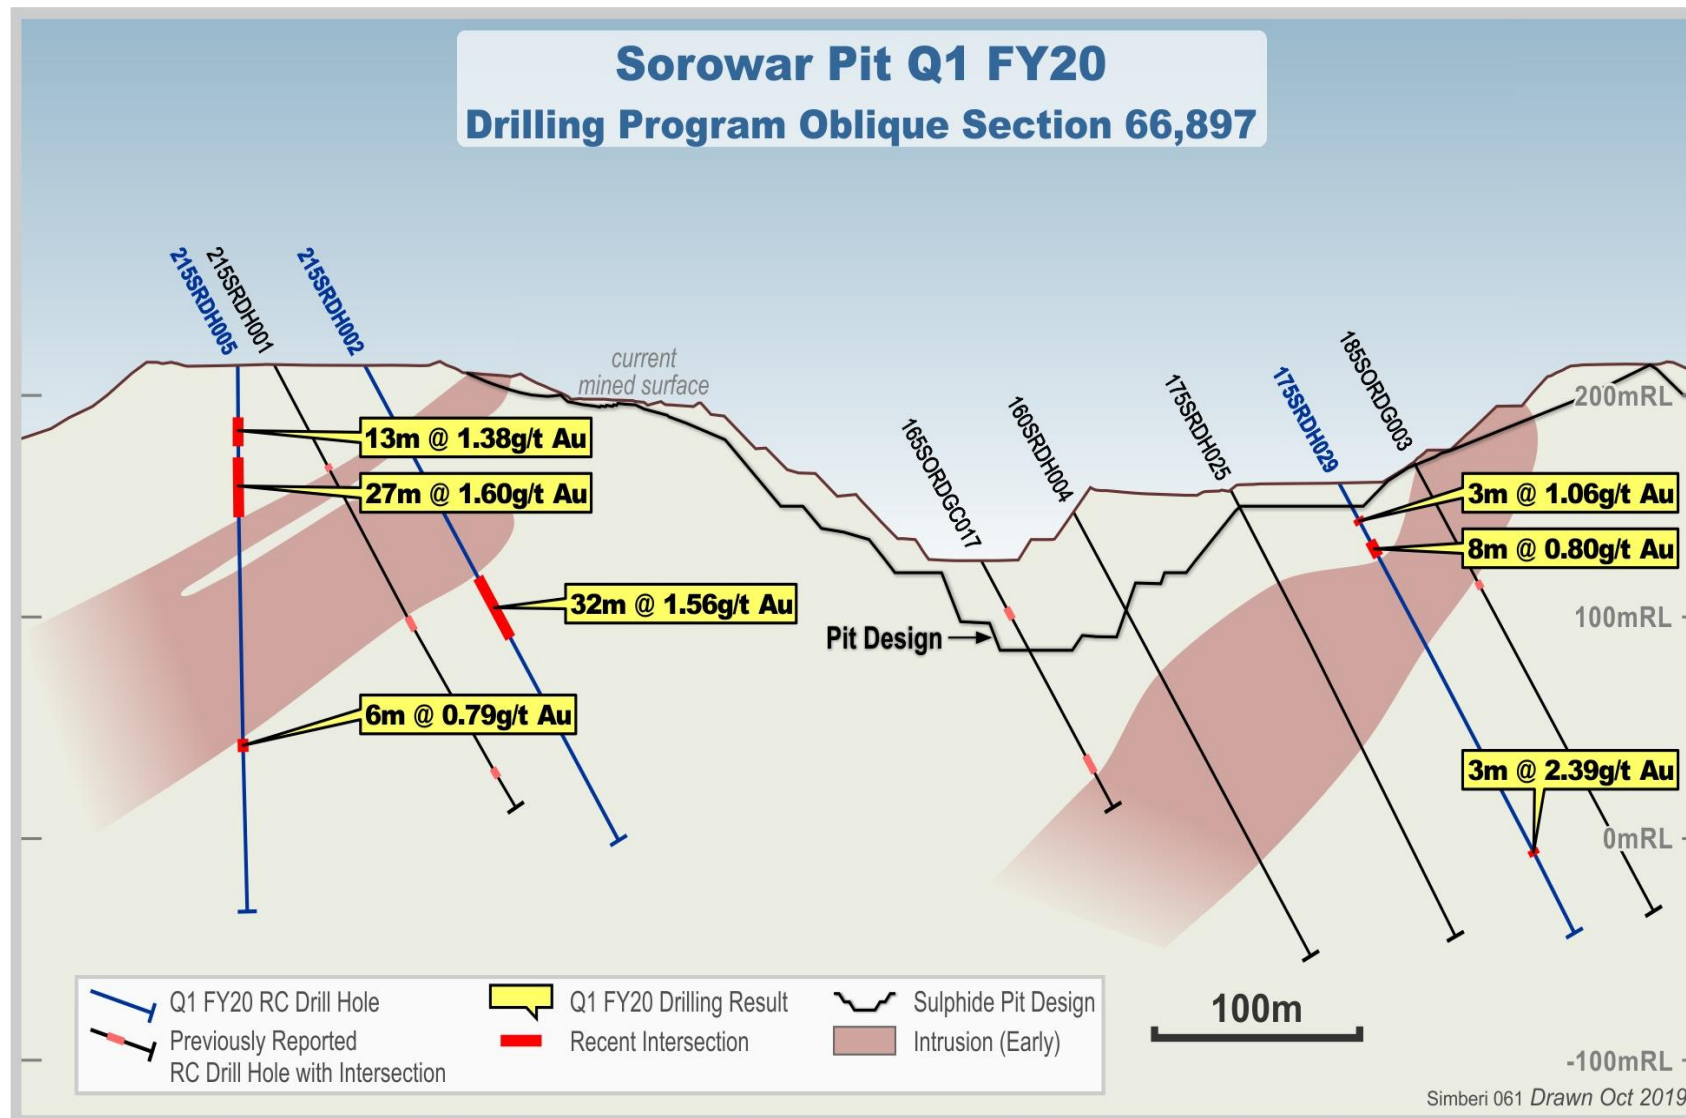 Sorowar Pit Q1 FY20
Drilling Program Oblique Section 66,897
215SRDH005
215SRDH001
215SRDH002
current
mined surface
165SORDGC017
160SRDH004
175SRDH025
175SRDH029
185SORDG003
200mRL
13m @ 1.38g/t Au
27m @ 1.60g/t Au
3m @ 1.06g/t Au
8m @ 0.80g/t Au
32m @ 1.56g/t Au
100mRL
Pit Design
6m @ 0.79g/t Au
3m @ 2.39g/t Au
0mRL
Q1 FY20 RC Drill Hole
Previously Reported
RC Drill Hole with Intersection
Q1 FY20 Drilling Result
Recent Intersection
Sulphide Pit Design
Intrusion (Early)
100m
-100mRL
Simberi 061 Drawn Oct 2019